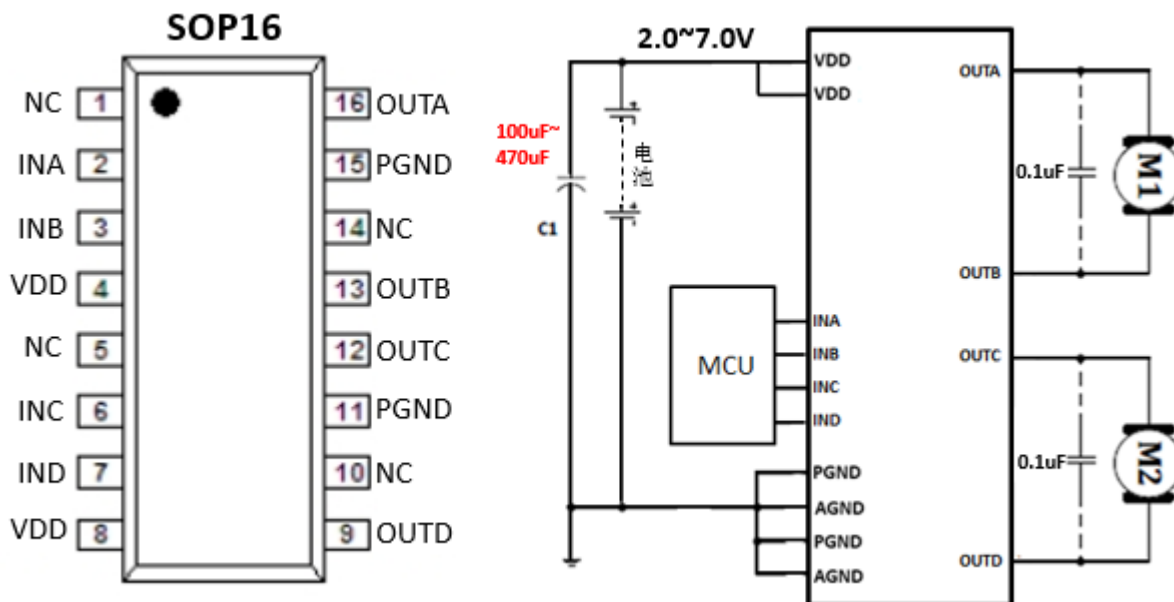 SOP16
NC 1 16 OUTA
INA 2 15 PGND
INB 3 14 NC
VDD 4 13 OUTB
NC 5 12 OUTC
INC 6 11 PGND
IND 7 10 NC
VDD 8 9 OUTD
2.0~7.0V
100uF~
470uF
C1
电池
MCU
VDD
VDD
INA
INB
INC
IND
PGND
AGND
PGND
AGND
OUTA
OUTB
OUTC
OUTD
0.1uF
M1
0.1uF
M2